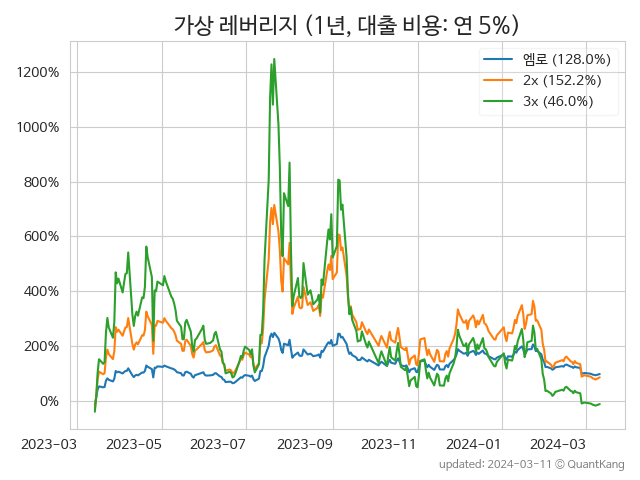 가상 레버리지 (1년, 대출 비용: 연 5%)
엠로 (128.0%)
2x (152.2%)
3x (46.0%)
1200%
1000%
800%
600%
400%
200%
0%
2023-03 2023-05 2023-07 2023-09 2023-11 2024-01 2024-03
updated: 2024-03-11 © QuantKang